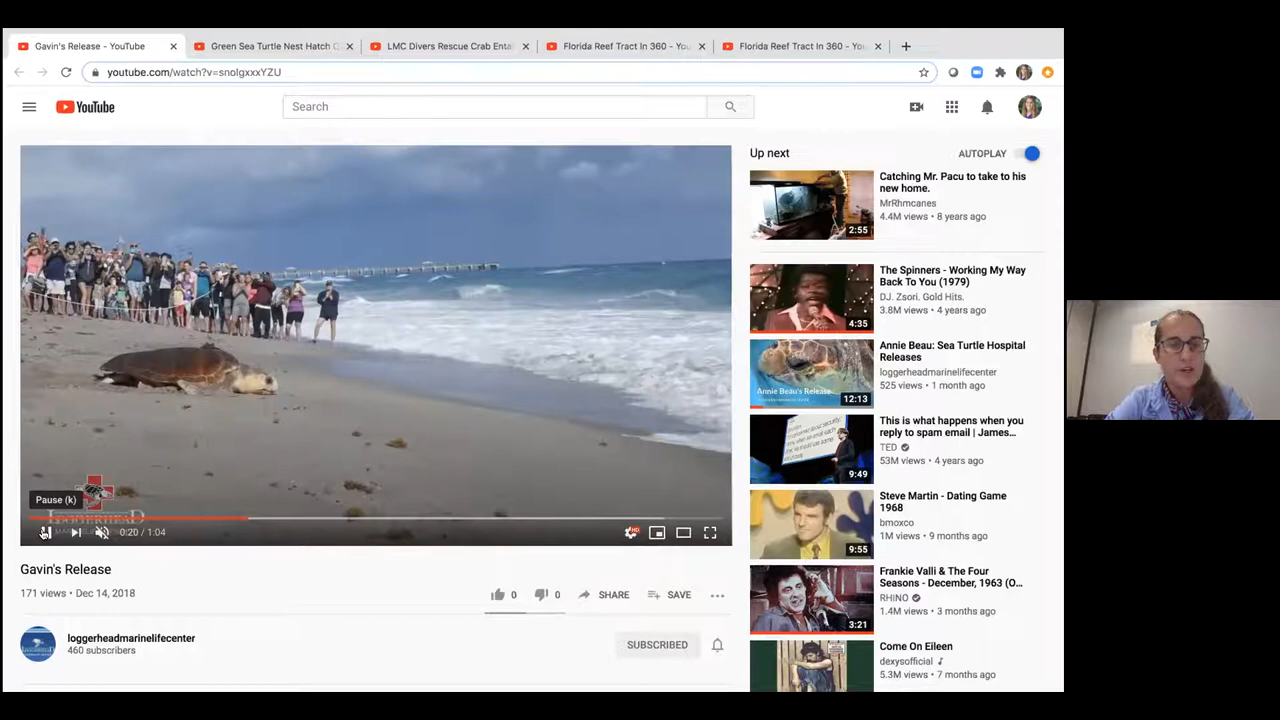 Gavin's Release - YouTube
Green Sea Turtle Nest Hatch C
LMC Divers Rescue Crab Enta
Florida Reef Tract In 360 - You
Florida Reef Tract In 360 - You
youtube.com/watch?v=snolgxxxYZU
YouTube
Search
Up next
AUTOPLAY
Catching Mr. Pacu to take to his
new home.
MrRhmcanes
4.4M views • 8 years ago
2:55
The Spinners - Working My Way
Back To You (1979)
DJ. Zsori. Gold Hits.
3.8M views • 4 years ago
4:35
Annie Beau: Sea Turtle Hospital
Releases
loggerheadmarinelifecenter
525 views • 1 month ago
Annie Beau's Release
12:13
This is what happens when you
reply to spam email | James...
TED
53M views • 4 years ago
9:49
Steve Martin - Dating Game
1968
bmoxco
1M views • 9 months ago
9:55
Frankie Valli & The Four
Seasons - December, 1963 (O...
RHINO
1.4M views • 3 months ago
3:21
Come On Eileen
dexysofficial
5.3M views • 7 months ago
Pause (k)
LOGGERHEAD
0:20 / 1:04
HD
Gavin's Release
171 views • Dec 14, 2018
0
0
SHARE
SAVE
loggerheadmarinelifecenter
460 subscribers
SUBSCRIBED